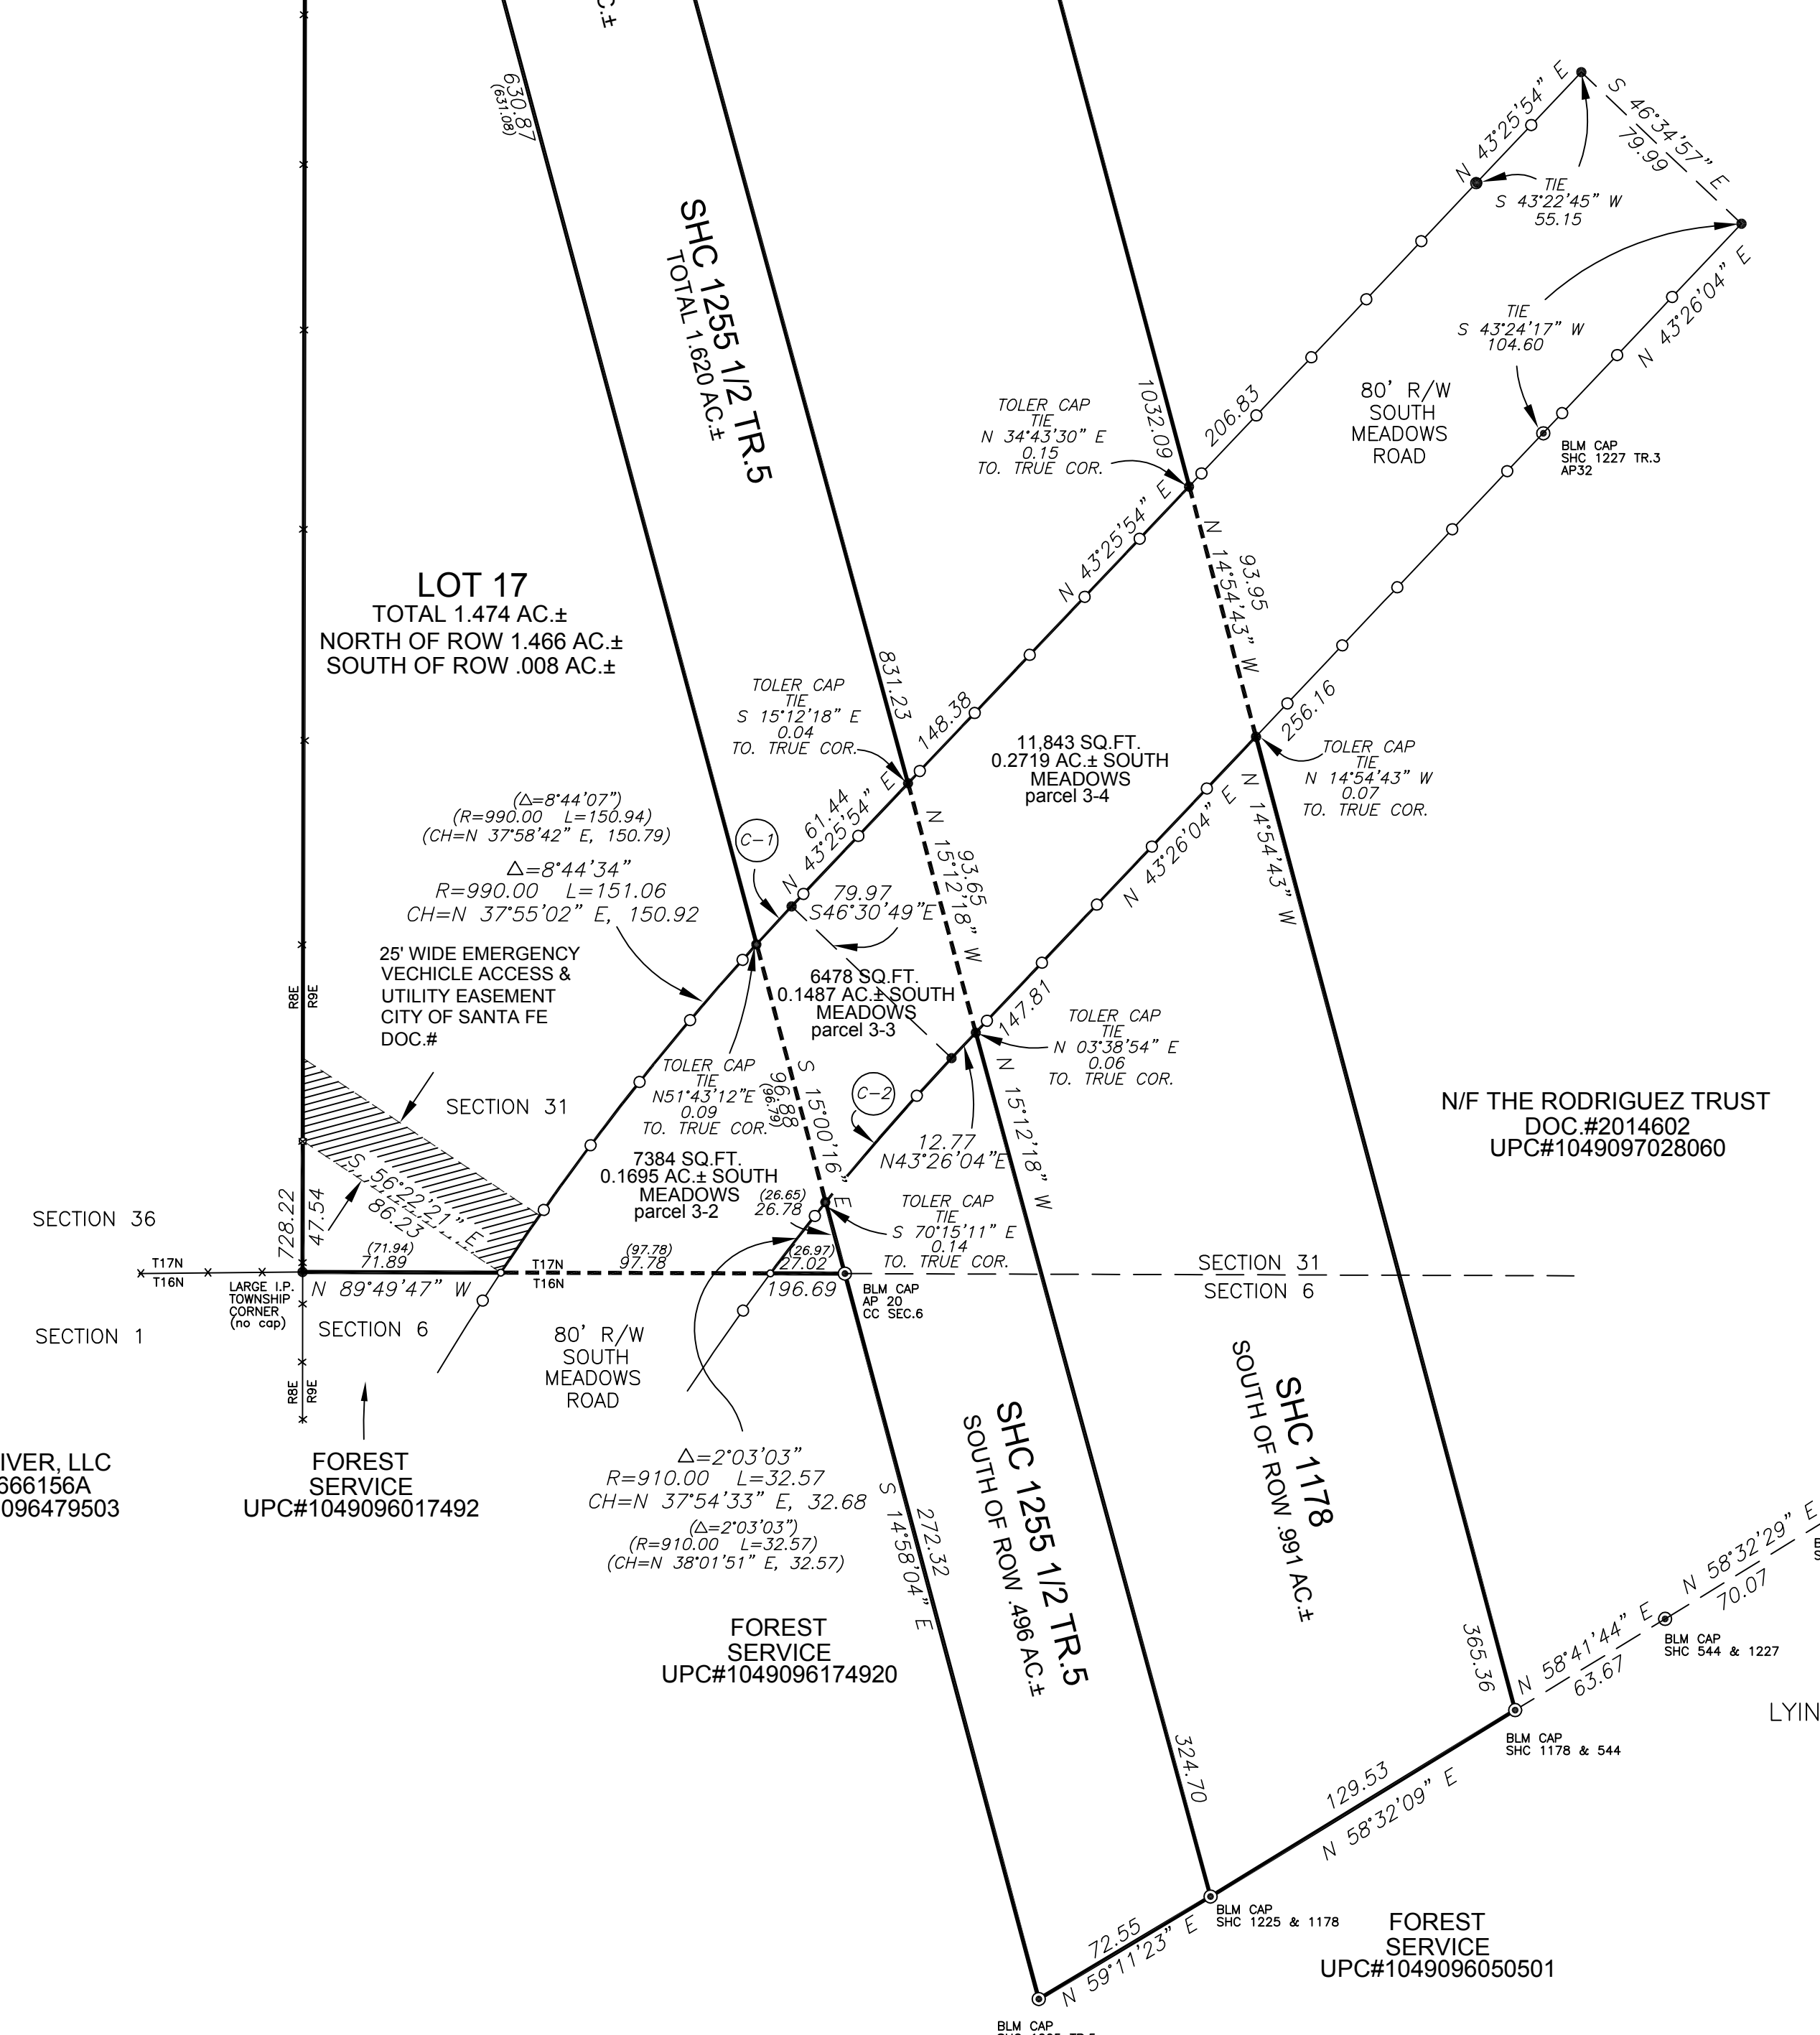 C.±
630.87
(631.08)
SHC 1255 1/2 TR.5
TOTAL 1.620 AC.±
N 43°25'54" E
S 46°34'57" E
79.99
TIE
S 43°22'45" W
55.15
TIE
S 43°24'17" W
104.60
N 43°26'04" E
80' R/W
SOUTH
MEADOWS
ROAD
BLM CAP
SHC 1227 TR.3
AP32
1032.09
206.83
TOLER CAP
TIE
N 34°43'30" E
0.15
TO. TRUE COR.
N 43°25'54" E
93.95
N 14°54'43" W
LOT 17
TOTAL 1.474 AC.±
NORTH OF ROW 1.466 AC.±
SOUTH OF ROW .008 AC.±
831.23
TOLER CAP
TIE
S 15°12'18" E
0.04
TO. TRUE COR.
148.38
11,843 SQ.FT.
0.2719 AC.± SOUTH
MEADOWS
parcel 3-4
256.16
TOLER CAP
TIE
N 14°54'43" W
0.07
TO. TRUE COR.
N 43°26'04" E
N 14°54'43" W
(Δ=8°44'07")
(R=990.00 L=150.94)
(CH=N 37°58'42" E, 150.79)
Δ=8°44'34"
R=990.00 L=151.06
CH=N 37°55'02" E, 150.92
C-1
61.44
N 43°25'54" E
79.97
S46°30'49"E
93.65
N 15°12'18" W
25' WIDE EMERGENCY
VECHICLE ACCESS &
UTILITY EASEMENT
CITY OF SANTA FE
DOC.#
R8E
R9E
6478 SQ.FT.
0.1487 AC.± SOUTH
MEADOWS
parcel 3-3
147.81
TOLER CAP
TIE
N 03°38'54" E
0.06
TO. TRUE COR.
TOLER CAP
TIE
N51°43'12"E
0.09
TO. TRUE COR.
S 15°00'16" E
96.88
(96.79)
C-2
12.77
N43°26'04"E
N 15°12'18" W
N/F THE RODRIGUEZ TRUST
DOC.#2014602
UPC#1049097028060
SECTION 31
7384 SQ.FT.
0.1695 AC.± SOUTH
MEADOWS
parcel 3-2
S 56°22'21" E
86.23
(26.65)
26.78
TOLER CAP
TIE
S 70°15'11" E
0.14
TO. TRUE COR.
SECTION 36
728.22
47.54
(71.94)
71.89
(97.78)
97.78
(26.97)
27.02
T17N
T16N
T17N
T16N
SECTION 31
SECTION 6
LARGE I.P.
TOWNSHIP
CORNER
(no cap)
N 89°49'47" W
196.69
BLM CAP
AP 20
CC SEC.6
SECTION 1
SECTION 6
R8E
R9E
80' R/W
SOUTH
MEADOWS
ROAD
IVER, LLC
666156A
096479503
FOREST
SERVICE
UPC#1049096017492
Δ=2°03'03"
R=910.00 L=32.57
CH=N 37°54'33" E, 32.68
(Δ=2°03'03")
(R=910.00 L=32.57)
(CH=N 38°01'51" E, 32.57)
272.32
S 14°58'04" E
SHC 1255 1/2 TR.5
SOUTH OF ROW .496 AC.±
SHC 1178
SOUTH OF ROW .991 AC.±
FOREST
SERVICE
UPC#1049096174920
365.36
N 58°32'29" E
70.07
N 58°41'44" E
63.67
BLM CAP
SHC 544 & 1227
LYIN
BLM CAP
SHC 1178 & 544
324.70
129.53
N 58°32'09" E
BLM CAP
SHC 1225 & 1178
72.55
N 59°11'23" E
FOREST
SERVICE
UPC#1049096050501
BLM CAP